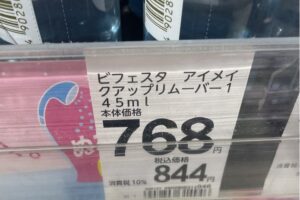 ビフェスタ　アイメイ
クアップリムーバー１
４５ｍｌ
本体価格
768円
税込価格
消費税10% 844円